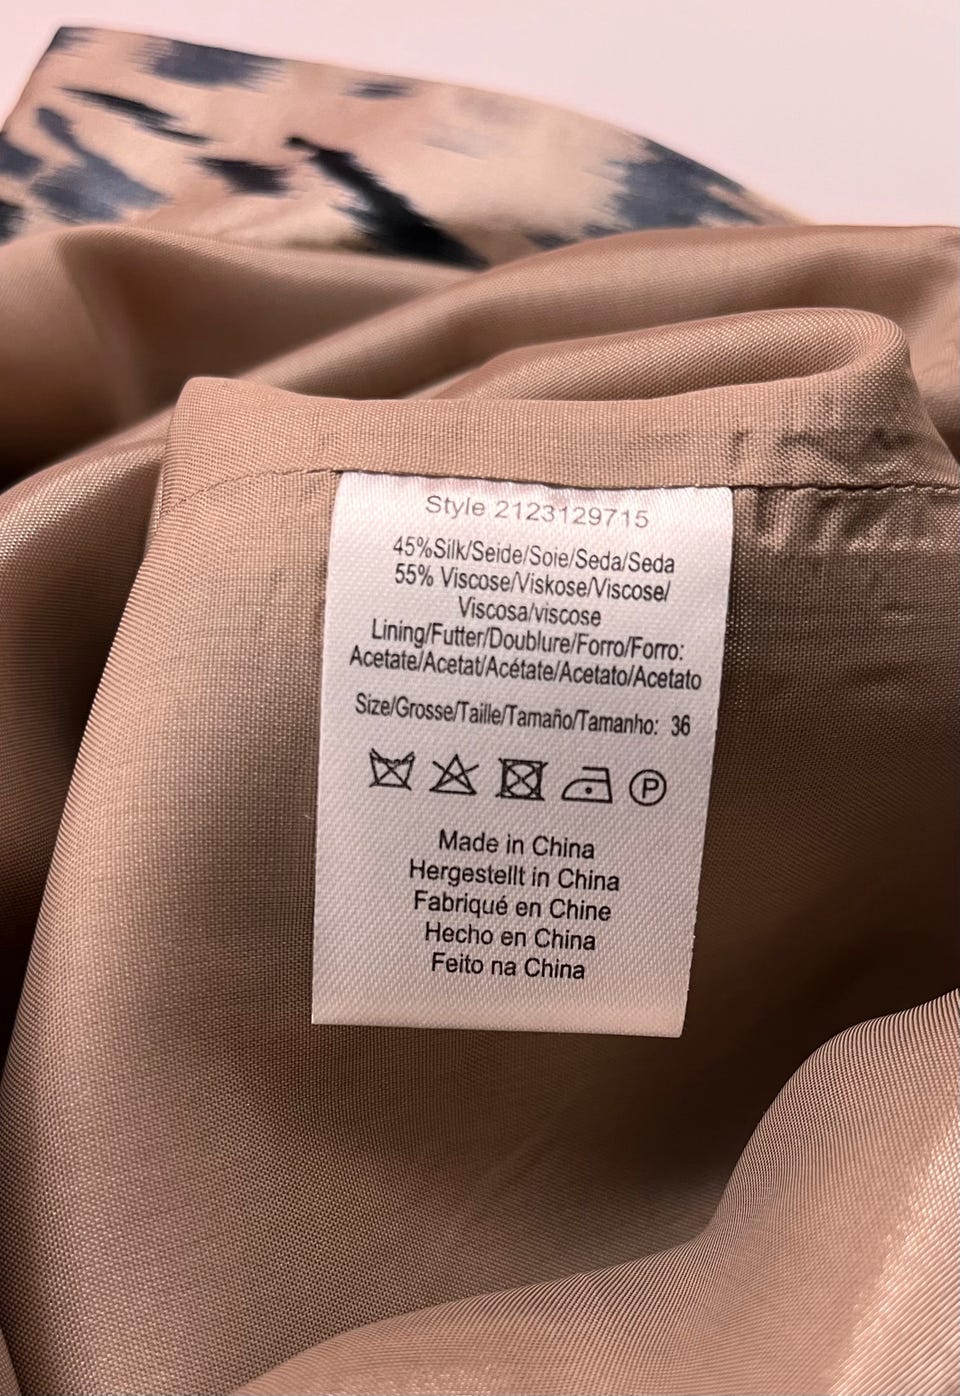 Style 2123129715
45%Silk/Seide/Soie/Seda/Seda
55% Viscose/Viskose/Viscose/
Viscosa/viscose
Lining/Futter/Doublure/Forro/Forro:
Acetate/Acetat/Acétate/Acetato/Acetato
Size/Grosse/Taille/Tamaño/Tamanho: 36
P
Made in China
Hergestellt in China
Fabriqué en Chine
Hecho en China
Feito na China